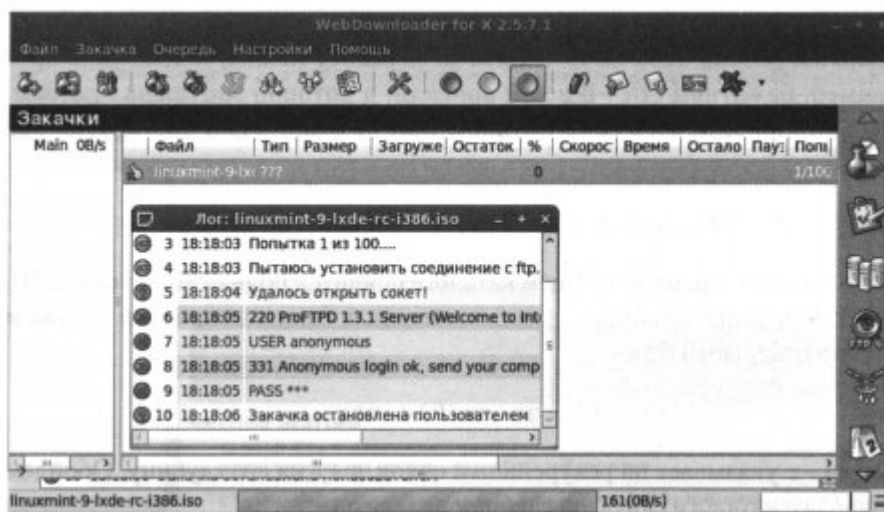 WebDownloader for X 2.5.7.1
Файл Закачка Очередь Настройки Помощь
Закачки
Main 0B/s
Файл Тип Размер Загруже Остаток % Скорос Время Остало Пауз Попы
linuxmint-9-lx ??? 0 1/100
Лог: linuxmint-9-lxde-rc-i386.iso
3 18:18:03 Попытка 1 из 100....
4 18:18:03 Пытаюсь установить соединение с ftp.
5 18:18:04 Удалось открыть сокет!
6 18:18:05 220 ProFTPD 1.3.1 Server (Welcome to Int
7 18:18:05 USER anonymous
8 18:18:05 331 Anonymous login ok, send your comp
9 18:18:05 PASS ***
10 18:18:06 Закачка остановлена пользователем
linuxmint-9-lxde-rc-i386.iso 161(0B/s)